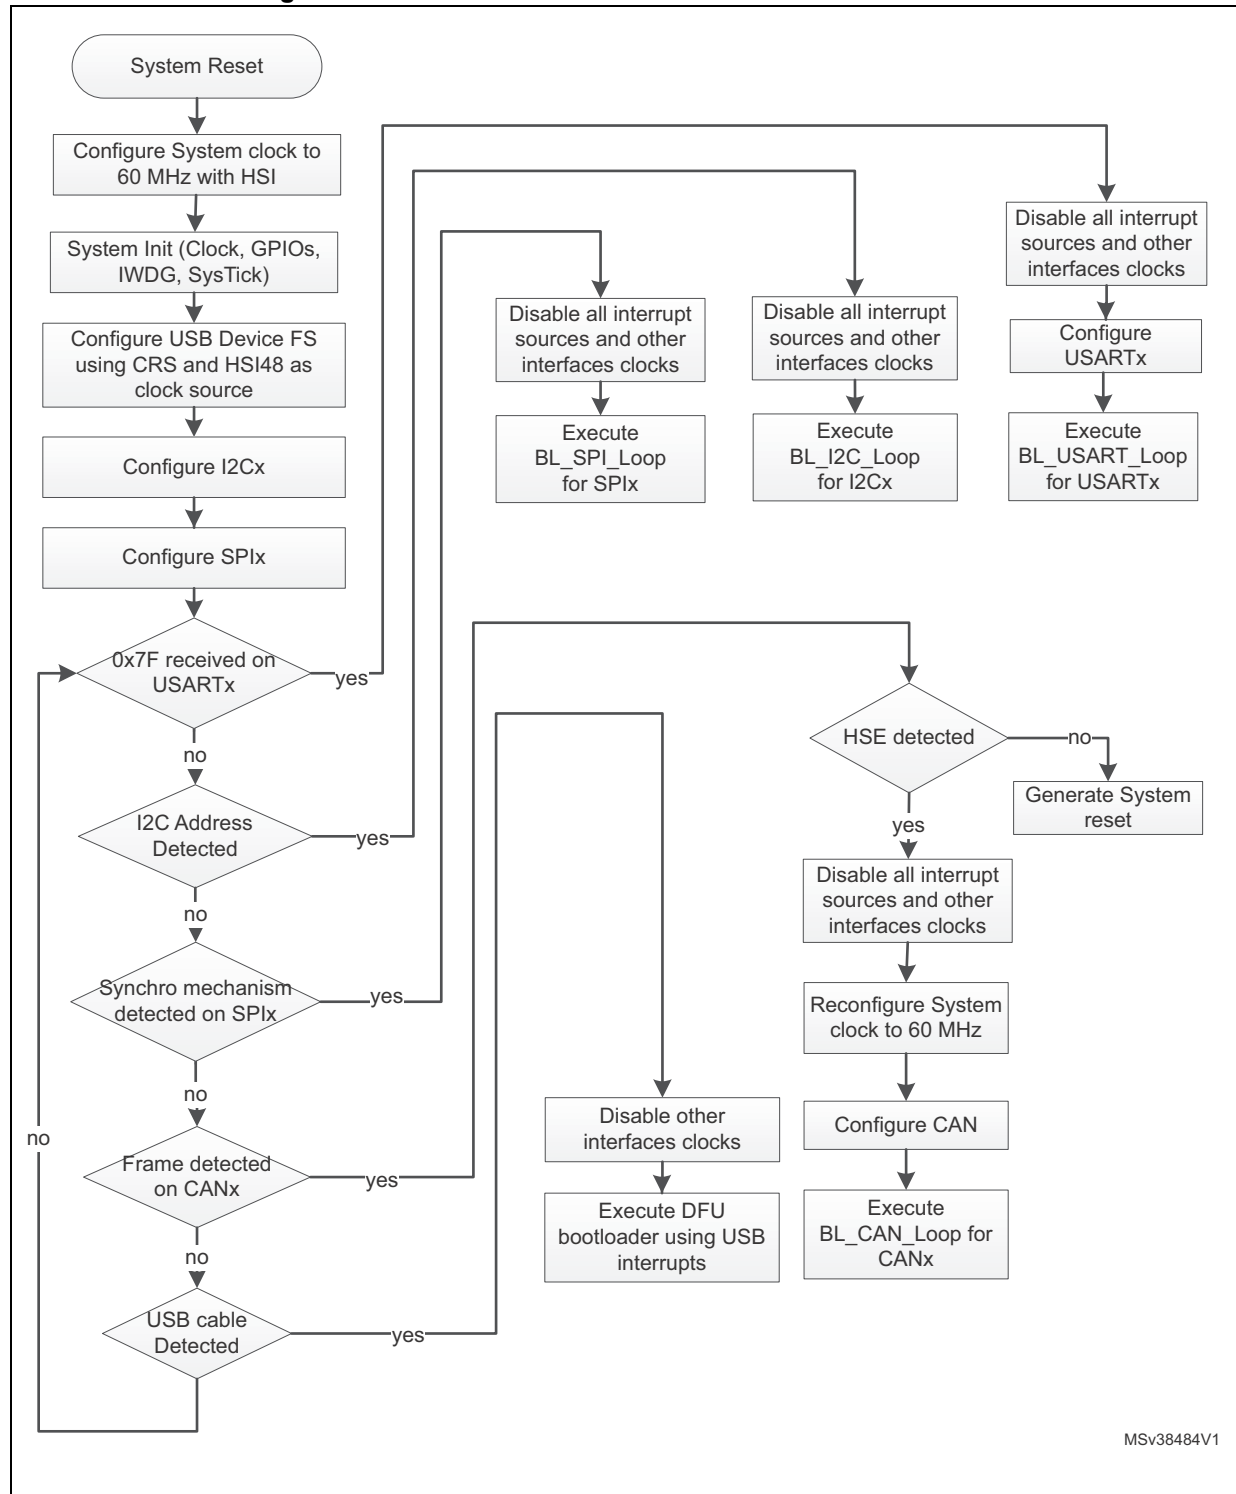 System Reset
Configure System clock to
60 MHz with HSI
System Init (Clock, GPIOs,
IWDG, SysTick)
Configure USB Device FS
using CRS and HSI48 as
clock source
Configure I2Cx
Configure SPIx
0x7F received on
USARTx
yes
no
I2C Address
Detected
yes
no
Synchro mechanism
detected on SPIx
yes
no
Frame detected
on CANx
yes
no
USB cable
Detected
yes
no
Disable all interrupt
sources and other
interfaces clocks
Execute
BL_SPI_Loop
for SPIx
Disable all interrupt
sources and other
interfaces clocks
Execute
BL_I2C_Loop
for I2Cx
Disable all interrupt
sources and other
interfaces clocks
Configure
USARTx
Execute
BL_USART_Loop
for USARTx
HSE detected
no
Generate System
reset
yes
Disable all interrupt
sources and other
interfaces clocks
Reconfigure System
clock to 60 MHz
Configure CAN
Execute
BL_CAN_Loop for
CANx
Disable other
interfaces clocks
Execute DFU
bootloader using USB
interrupts
MSv38484V1